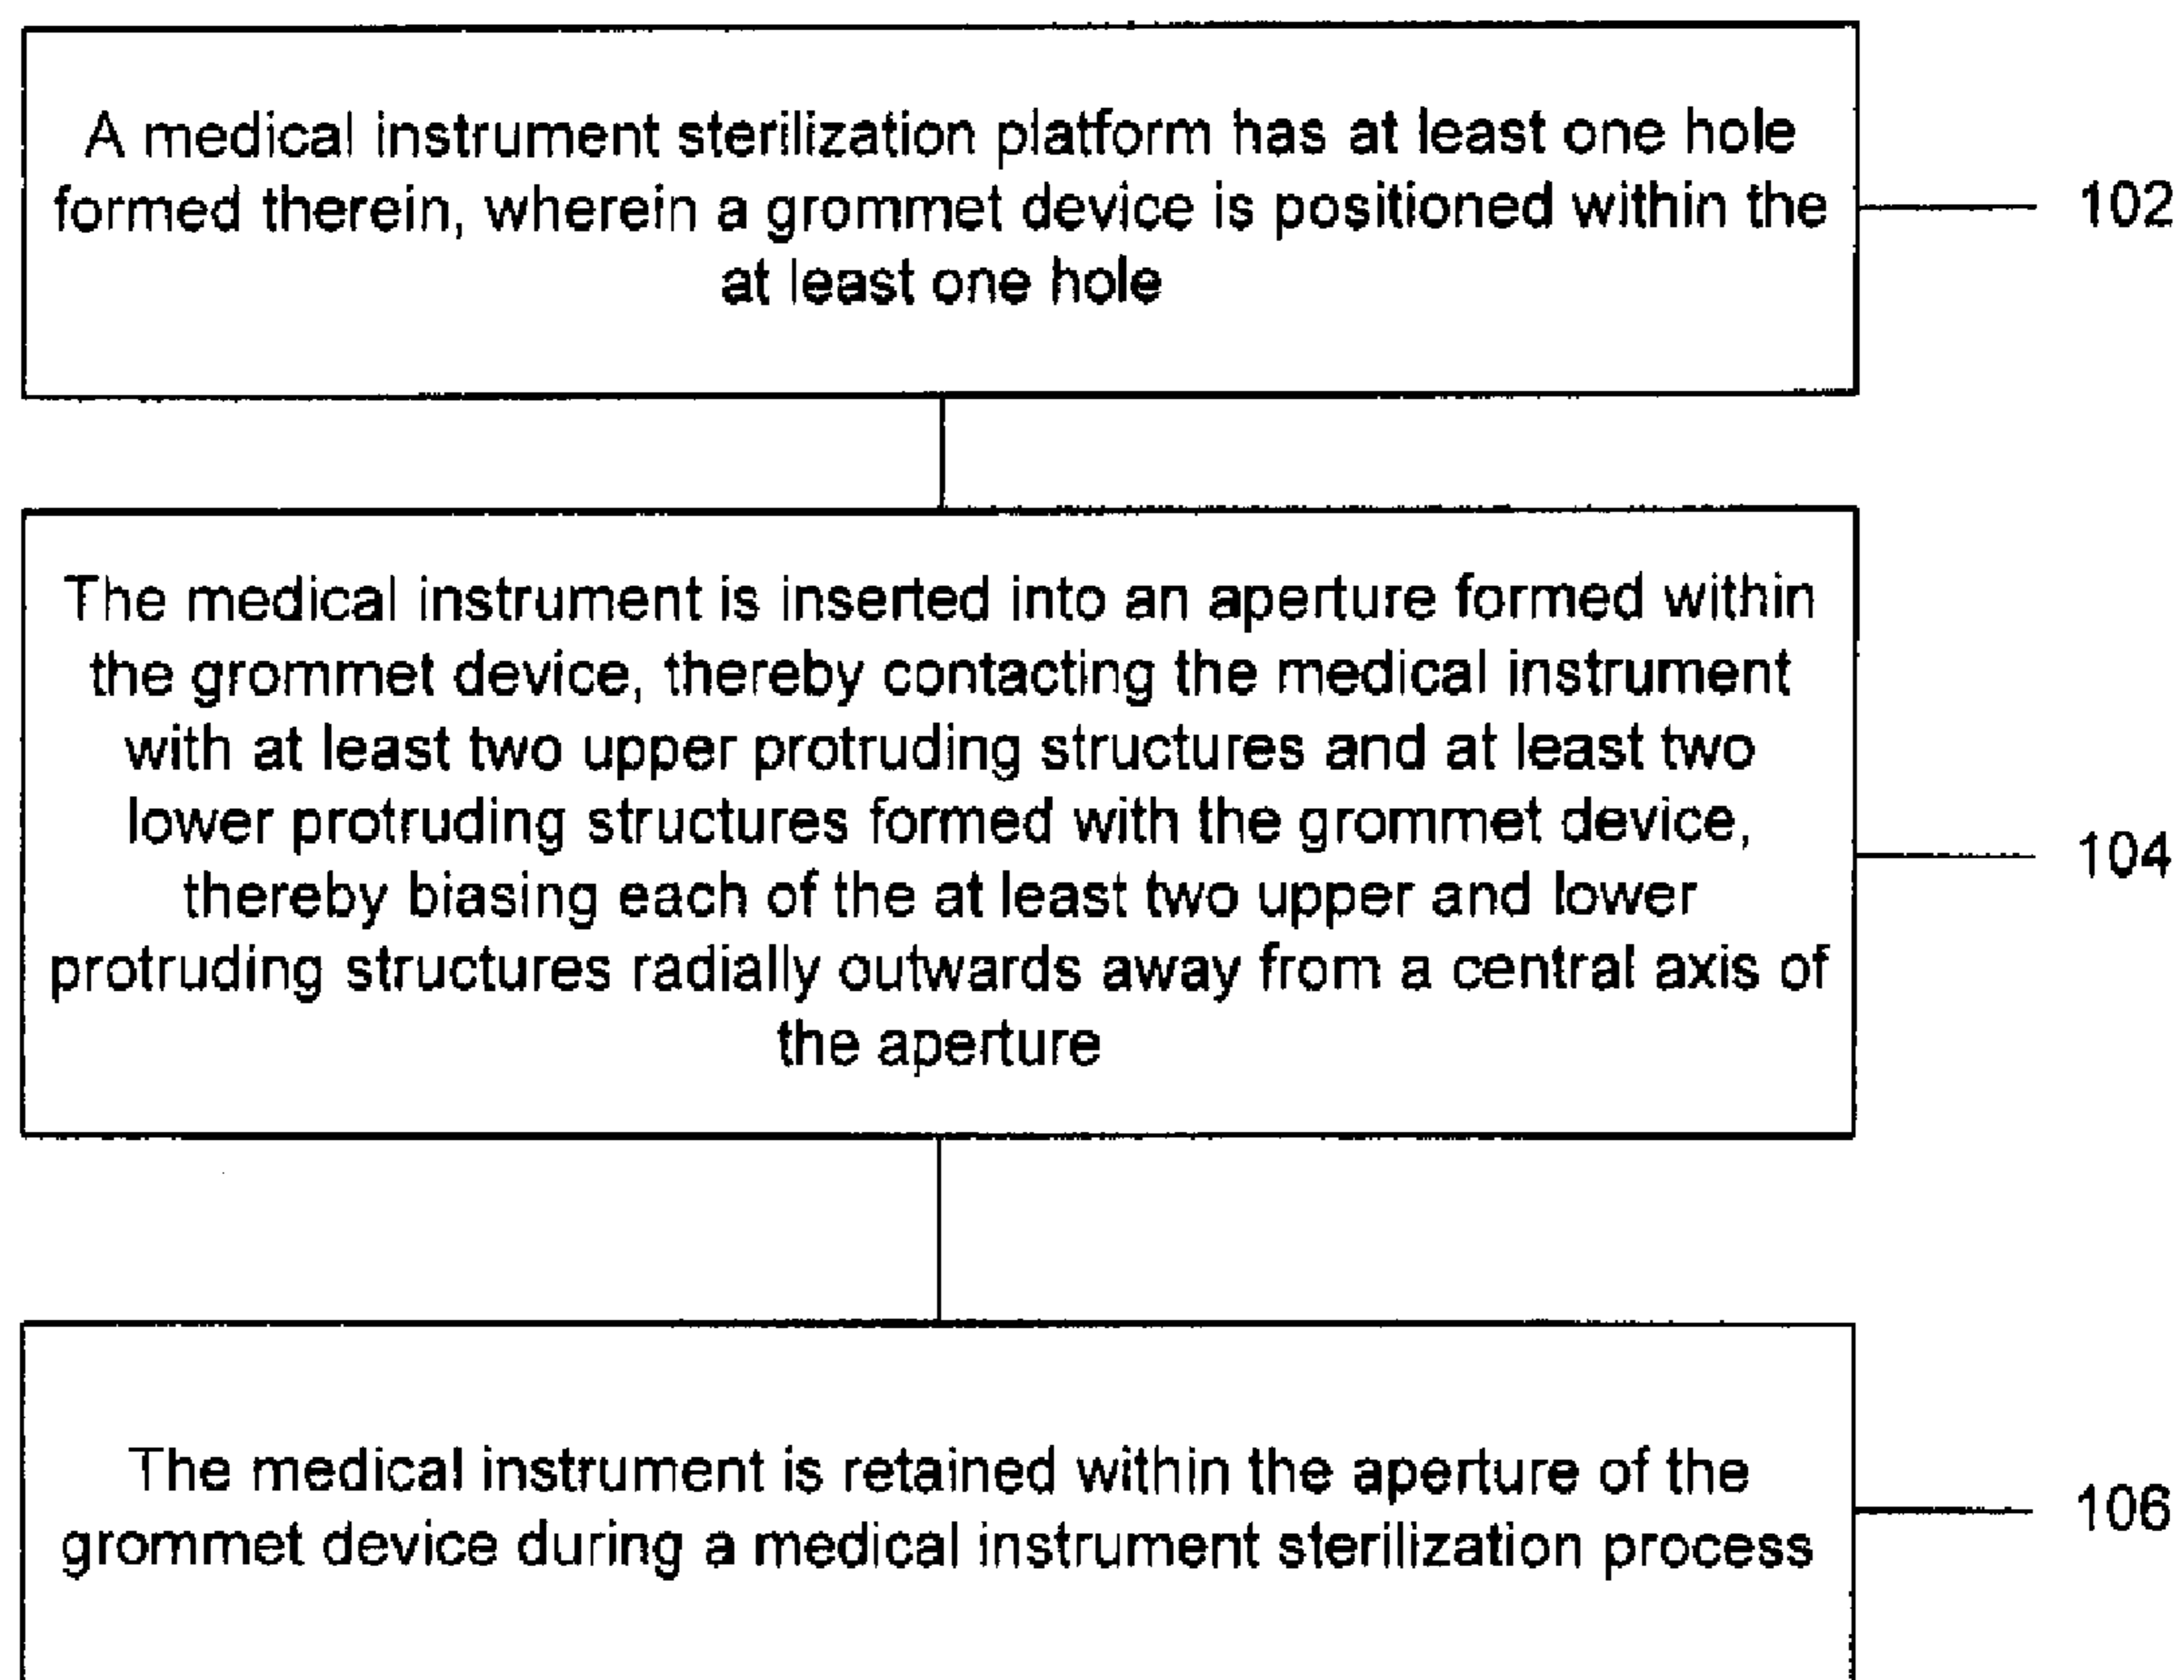 A medical instrument sterilization platform has at least one hole
formed therein, wherein a grommet device is positioned within the
at least one hole
102
The medical instrument is inserted into an aperture formed within
the grommet device, thereby contacting the medical instrument
with at least two upper protruding structures and at least two
lower protruding structures formed with the grommet device,
thereby biasing each of the at least two upper and lower
protruding structures radially outwards away from a central axis of
the aperture
104
The medical instrument is retained within the aperture of the
grommet device during a medical instrument sterilization process
106